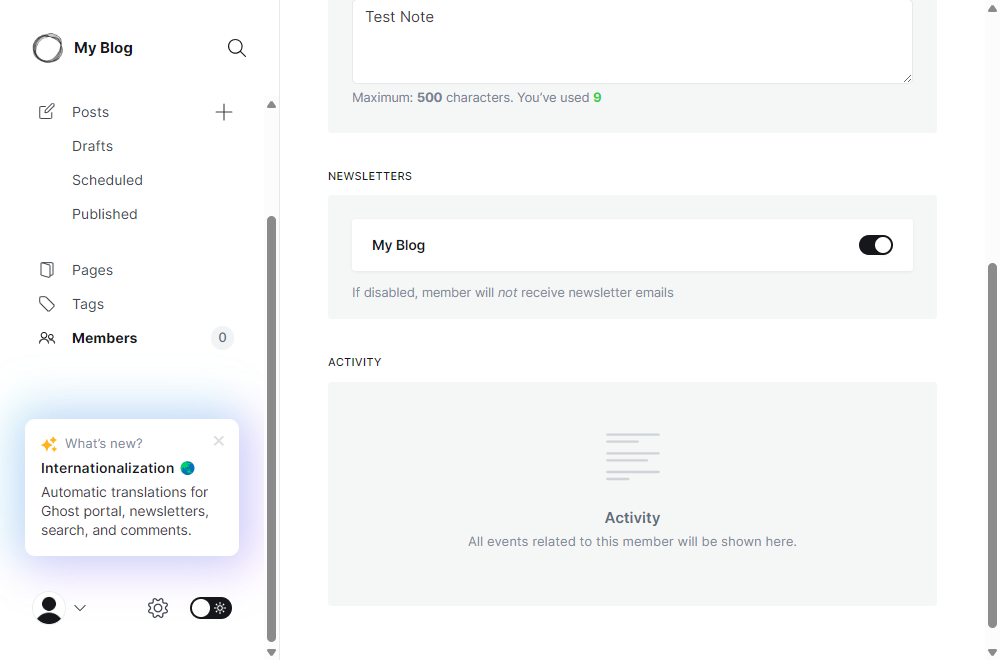 My Blog
Posts
Drafts
Scheduled
Published
Pages
Tags
Members 0
What's new?
Internationalization
Automatic translations for
Ghost portal, newsletters,
search, and comments.
Test Note
Maximum: 500 characters. You've used 9
NEWSLETTERS
My Blog
If disabled, member will not receive newsletter emails
ACTIVITY
Activity
All events related to this member will be shown here.